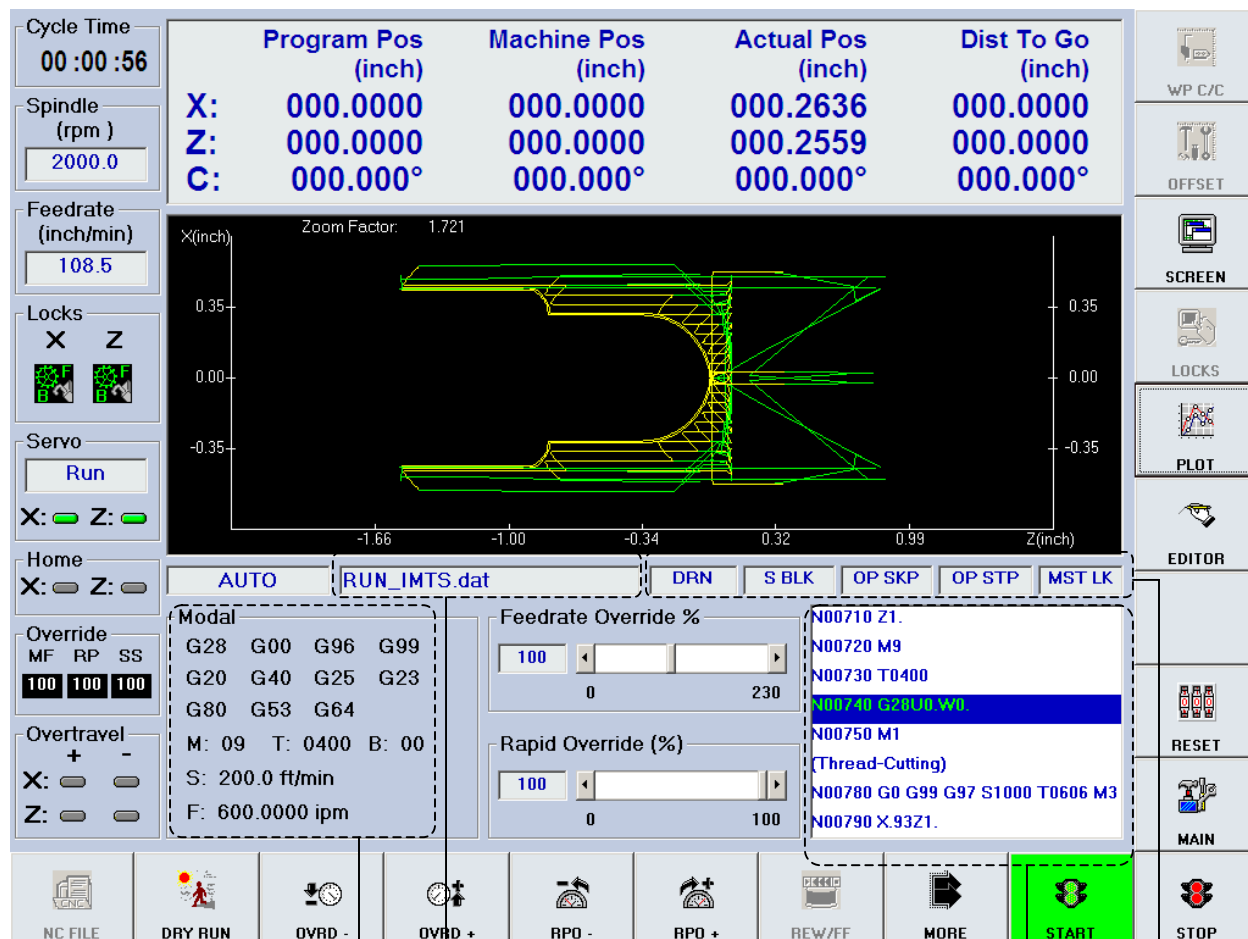 Cycle Time
00 :00 :56
Spindle
(rpm )
2000.0
Feedrate
(inch/min)
108.5
Locks
X Z
F F
B B
Servo
Run
X: Z:
Home
X: Z:
Override
MF RP SS
100 100 100
Overtravel
+ -
X:
Z:
Program Pos Machine Pos Actual Pos Dist To Go
(inch) (inch) (inch) (inch)
X: 000.0000 000.0000 000.2636 000.0000
Z: 000.0000 000.0000 000.2559 000.0000
C: 000.000° 000.000° 000.000° 000.000°
Zoom Factor: 1.721
X(inch)
0.35 0.35
0.00 0.00
-0.35 -0.35
-1.66 -1.00 -0.34 0.32 0.99 Z(inch)
AUTO RUN_IMTS.dat DRN S BLK OP SKP OP STP MST LK
Modal
G28 G00 G96 G99
G20 G40 G25 G23
G80 G53 G64
M: 09 T: 0400 B: 00
S: 200.0 ft/min
F: 600.0000 ipm
Feedrate Override %
100
0 230
Rapid Override (%)
100
0 100
N00710 Z1.
N00720 M9
N00730 T0400
N00740 G28U0.W0.
N00750 M1
(Thread-Cutting)
N00780 G0 G99 G97 S1000 T0606 M3
N00790 X.93Z1.
WP C/C
OFFSET
SCREEN
LOCKS
PLOT
EDITOR
RESET
MAIN
CNC
NC FILE DRY RUN OVRD - OVRD + RPO - RPO + REW/FF MORE START STOP